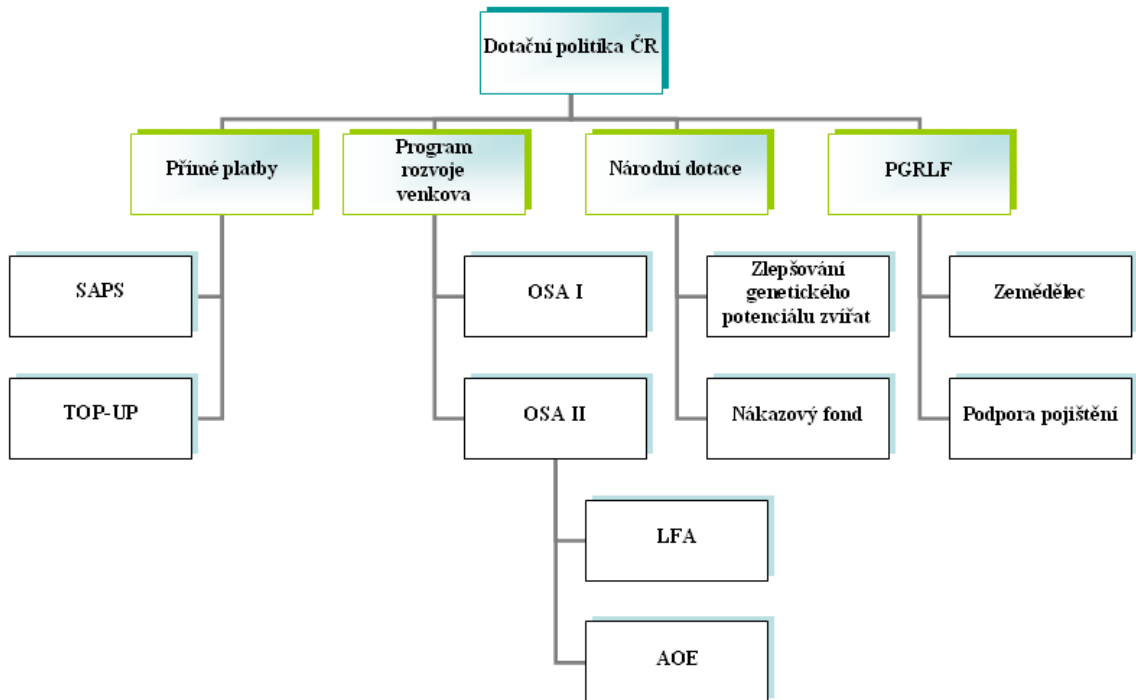 Dotační politika ČR
Přímé platby
Program
rozvoje
venkova
Národní dotace
PGRLF
SAPS
OSA I
Zlepšování
genetického
potenciálu zvířat
Zemědělec
TOP-UP
OSA II
Nákazový fond
Podpora pojištění
LFA
AOE